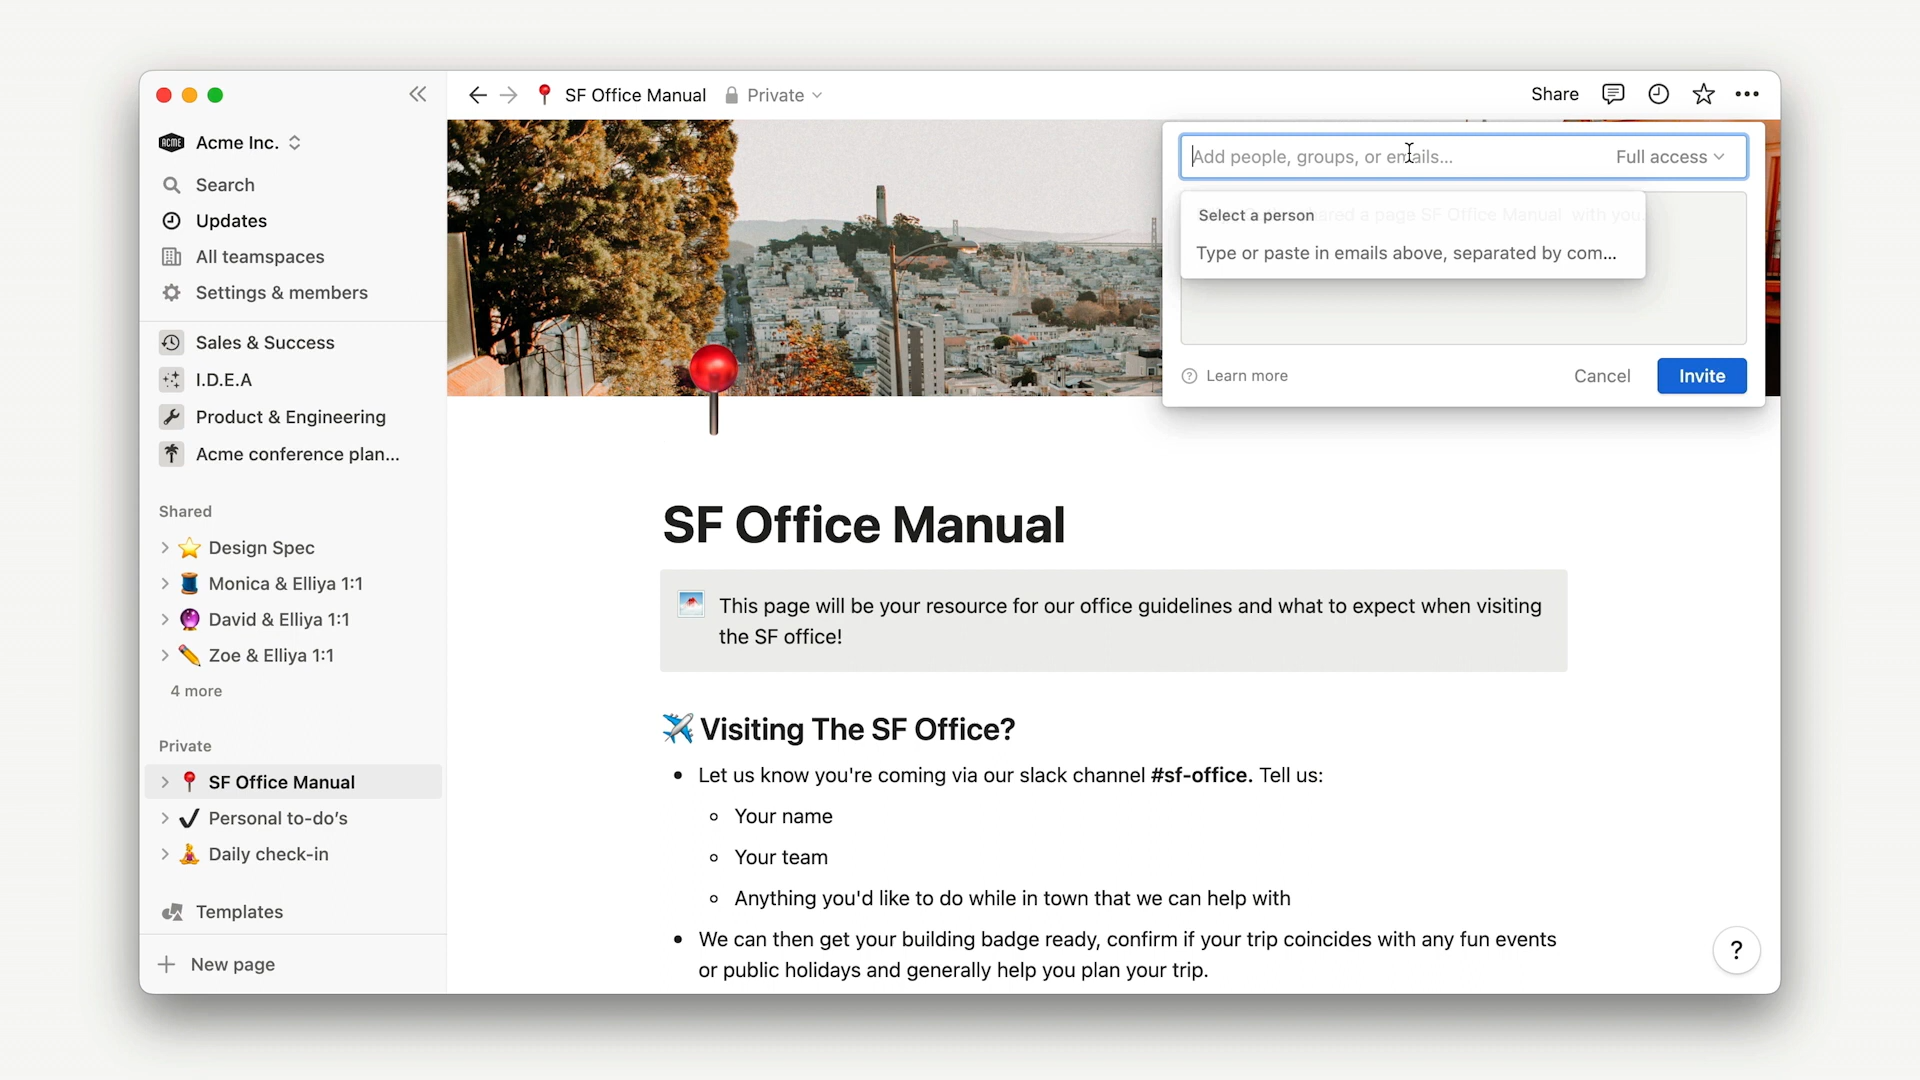 SF Office Manual Private
Share
ACME Acme Inc.
Search
Updates
All teamspaces
Settings & members
Sales & Success
I.D.E.A
Product & Engineering
Acme conference plan...
Shared
Design Spec
Monica & Elliya 1:1
David & Elliya 1:1
Zoe & Elliya 1:1
4 more
Private
SF Office Manual
Personal to-do's
Daily check-in
Templates
New page
Add people, groups, or emails... Full access
Select a person
ared a page SF Office Manual with you.
Type or paste in emails above, separated by com...
? Learn more
Cancel
Invite
SF Office Manual
This page will be your resource for our office guidelines and what to expect when visiting
the SF office!
Visiting The SF Office?
• Let us know you're coming via our slack channel #sf-office. Tell us:
Your name
Your team
Anything you'd like to do while in town that we can help with
• We can then get your building badge ready, confirm if your trip coincides with any fun events
or public holidays and generally help you plan your trip.
?